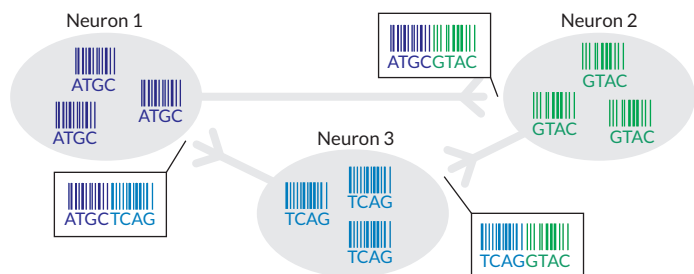 Neuron 1
ATGC
ATGC
ATGC
ATGCGTAC
Neuron 2
GTAC
GTAC
GTAC
Neuron 3
TCAG
TCAG
TCAG
ATGCTCAG
TCAGGTAC